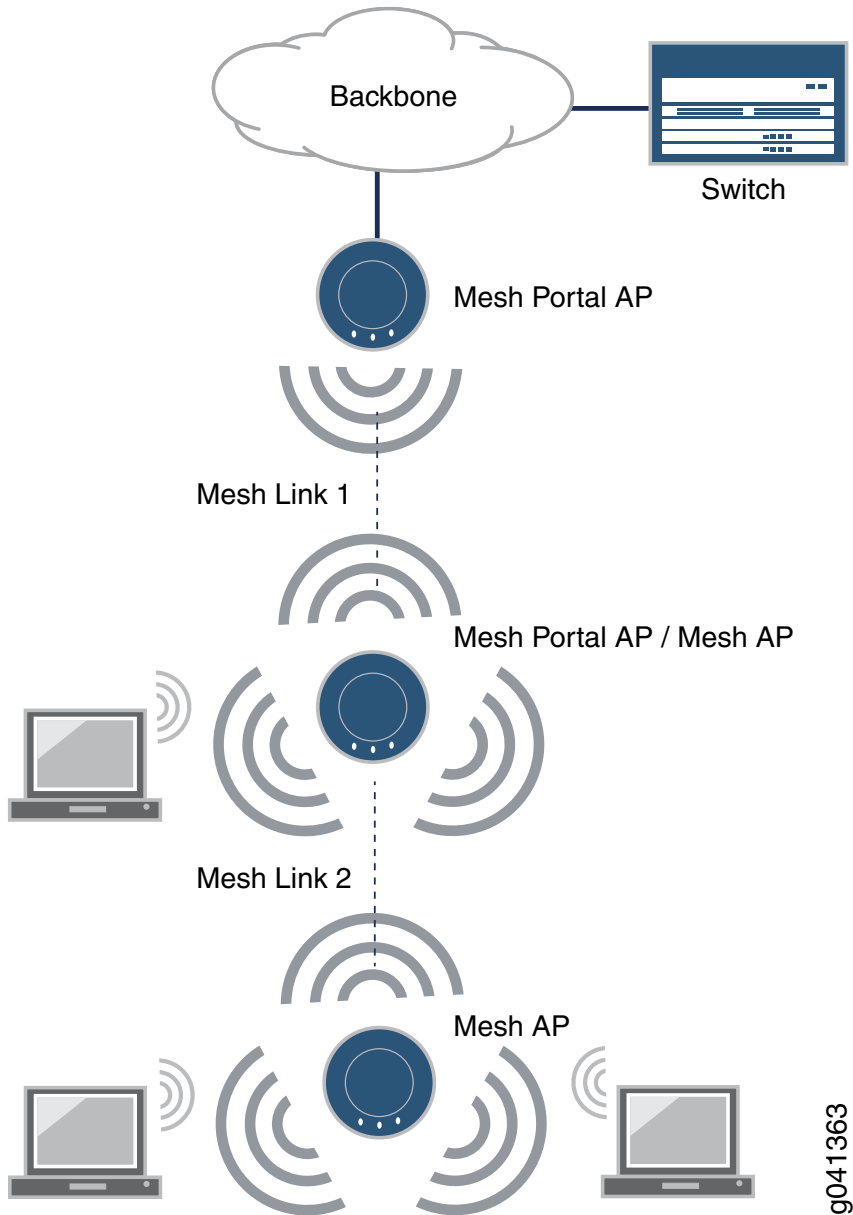 Backbone
Switch
Mesh Portal AP
Mesh Link 1
Mesh Portal AP / Mesh AP
Mesh Link 2
Mesh AP
g041363